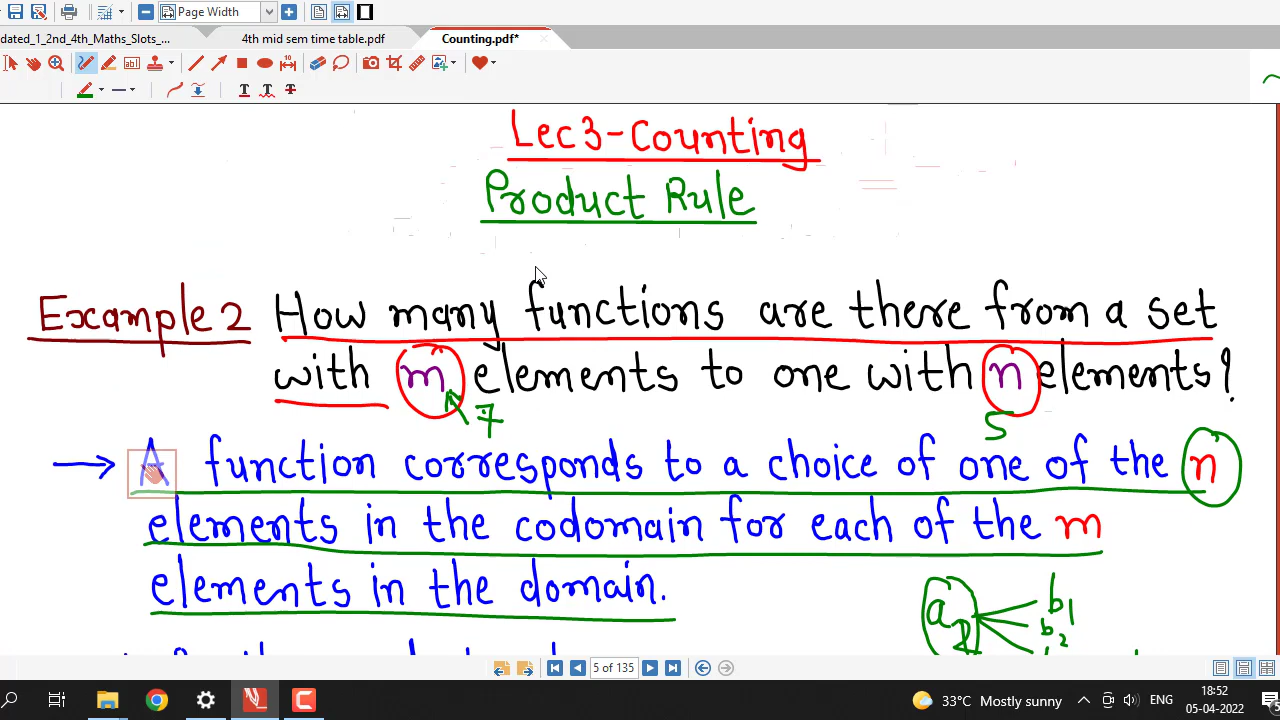 Page Width
dated_1_2nd_4th_Maths_Slots_... 4th mid sem time table.pdf Counting.pdf*
Lec3-Counting
Product Rule
Example 2 How many functions are there from a set
with m elements to one with n elements?
7 5
→ A function corresponds to a choice of one of the n
elements in the codomain for each of the m
elements in the domain.
a b1
b2
5 of 135
33°C Mostly sunny ENG 18:52
05-04-2022